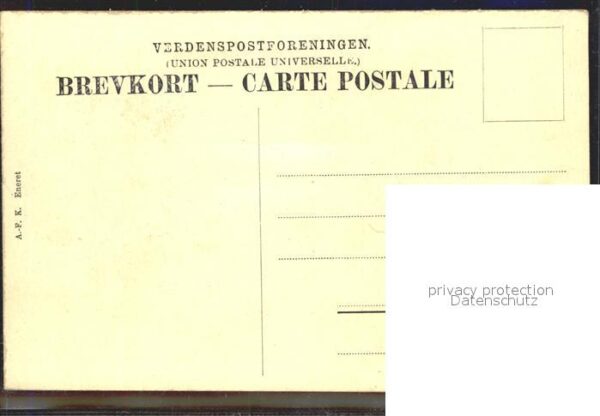 VERDENSPOSTFORENINGEN.
(UNION POSTALE UNIVERSELLE.)
BREVKORT — CARTE POSTALE
A.-F. K. Eneret
privacy protection
Datenschutz